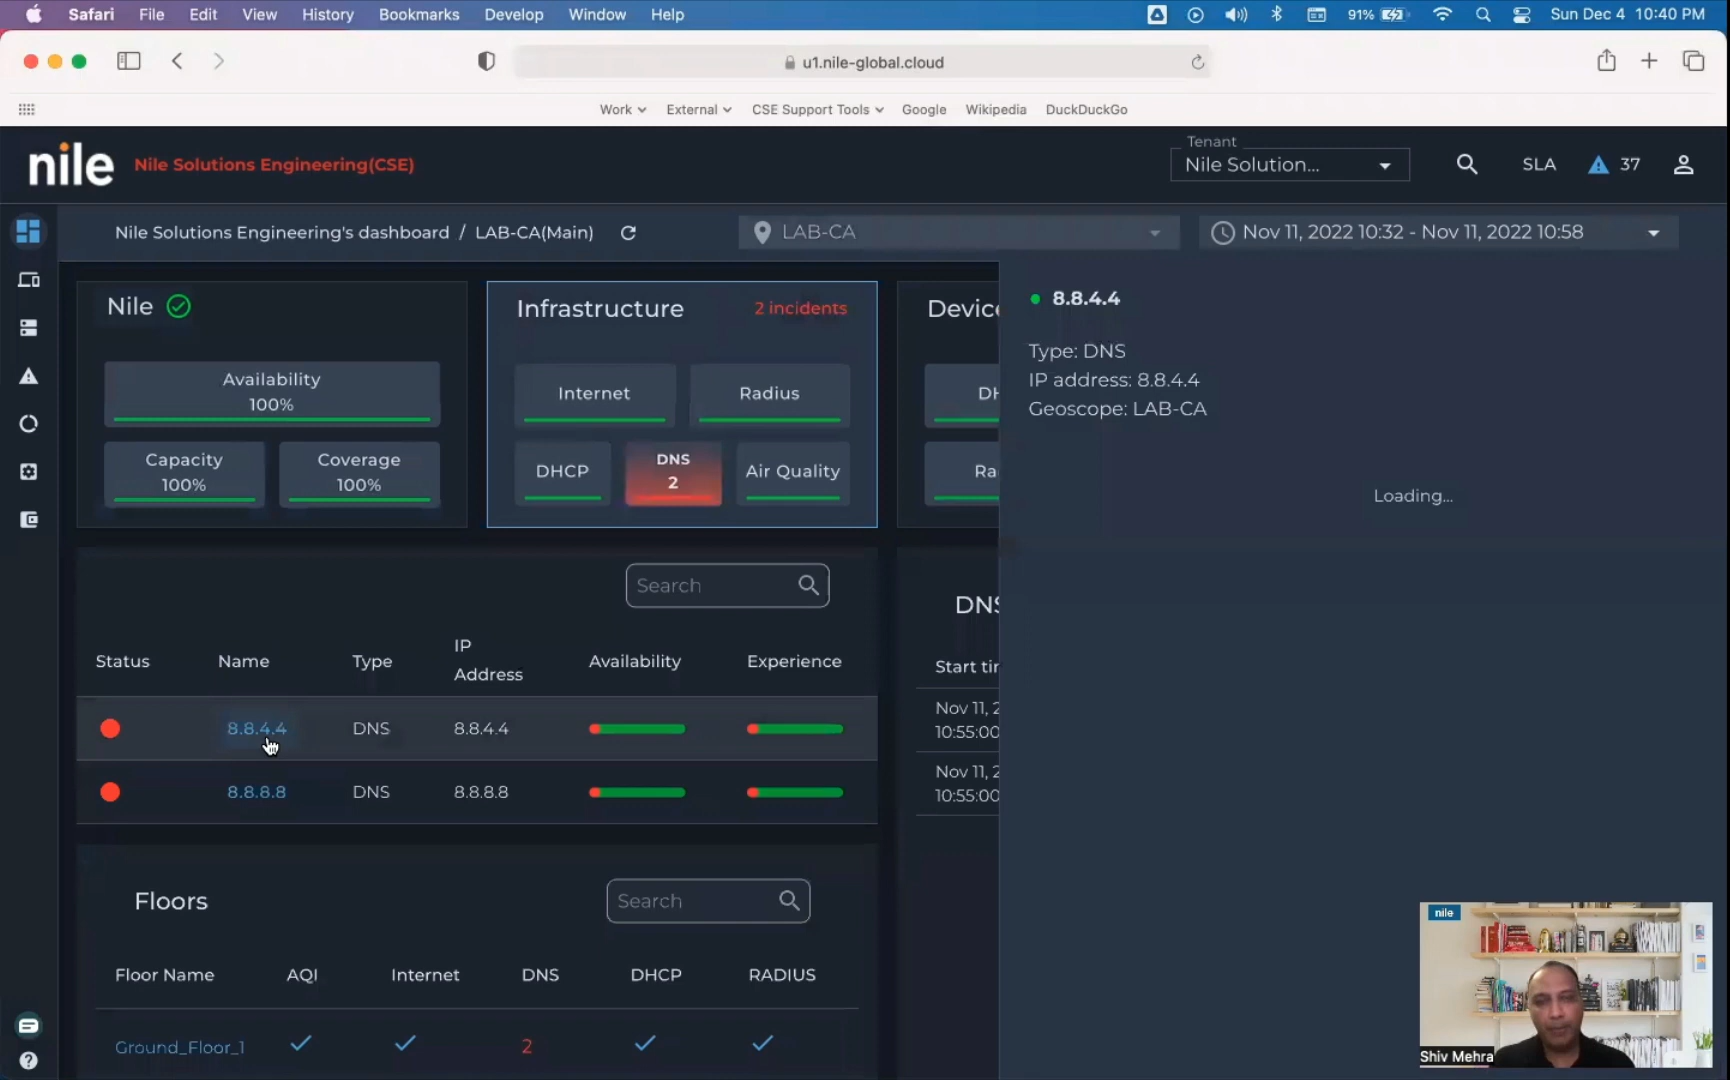 Safari File Edit View History Bookmarks Develop Window Help 91% Sun Dec 4 10:40 PM
u1.nile-global.cloud
Work External CSE Support Tools Google Wikipedia DuckDuckGo
nile Nile Solutions Engineering(CSE)
Tenant
Nile Solution...
SLA 37
Nile Solutions Engineering's dashboard / LAB-CA(Main)
LAB-CA
Nov 11, 2022 10:32 - Nov 11, 2022 10:58
Nile
Availability
100%
Capacity
100%
Coverage
100%
Infrastructure 2 incidents
Internet
Radius
DHCP
DNS
2
Air Quality
Device
DH
Ra
8.8.4.4
Type: DNS
IP address: 8.8.4.4
Geoscope: LAB-CA
Loading...
Search
Status Name Type IP Address Availability Experience
8.8.4.4 DNS 8.8.4.4
8.8.8.8 DNS 8.8.8.8
DNS
Start tim
Nov 11, 2
10:55:00
Nov 11, 2
10:55:00
Floors
Search
Floor Name AQI Internet DNS DHCP RADIUS
Ground_Floor_1 2
nile
Shiv Mehra